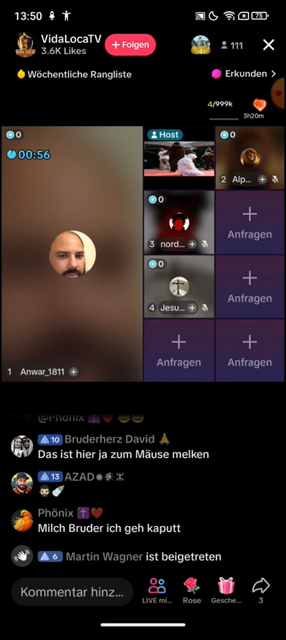 13:50
75
VidaLocaTV
3.6K Likes
+ Folgen
111
Wöchentliche Rangliste
Erkunden >
4/999k
3h20m
0
00:56
Host
0
2 Alp...
0
3 nord...
Anfragen
0
4 Jesu...
Anfragen
Anfragen
Anfragen
1 Anwar_1811
@Phönix ✝️❤️
10 Bruderherz David 🙏
Das ist hier ja zum Mäuse melken
13 AZAD✹⁜ⵣ
🧔🏻🍼
Phönix ✝️❤️
Milch Bruder ich geh kaputt
6 Martin Wagner ist beigetreten
Kommentar hinz...
LIVE mi...
Rose
Gesche...
3